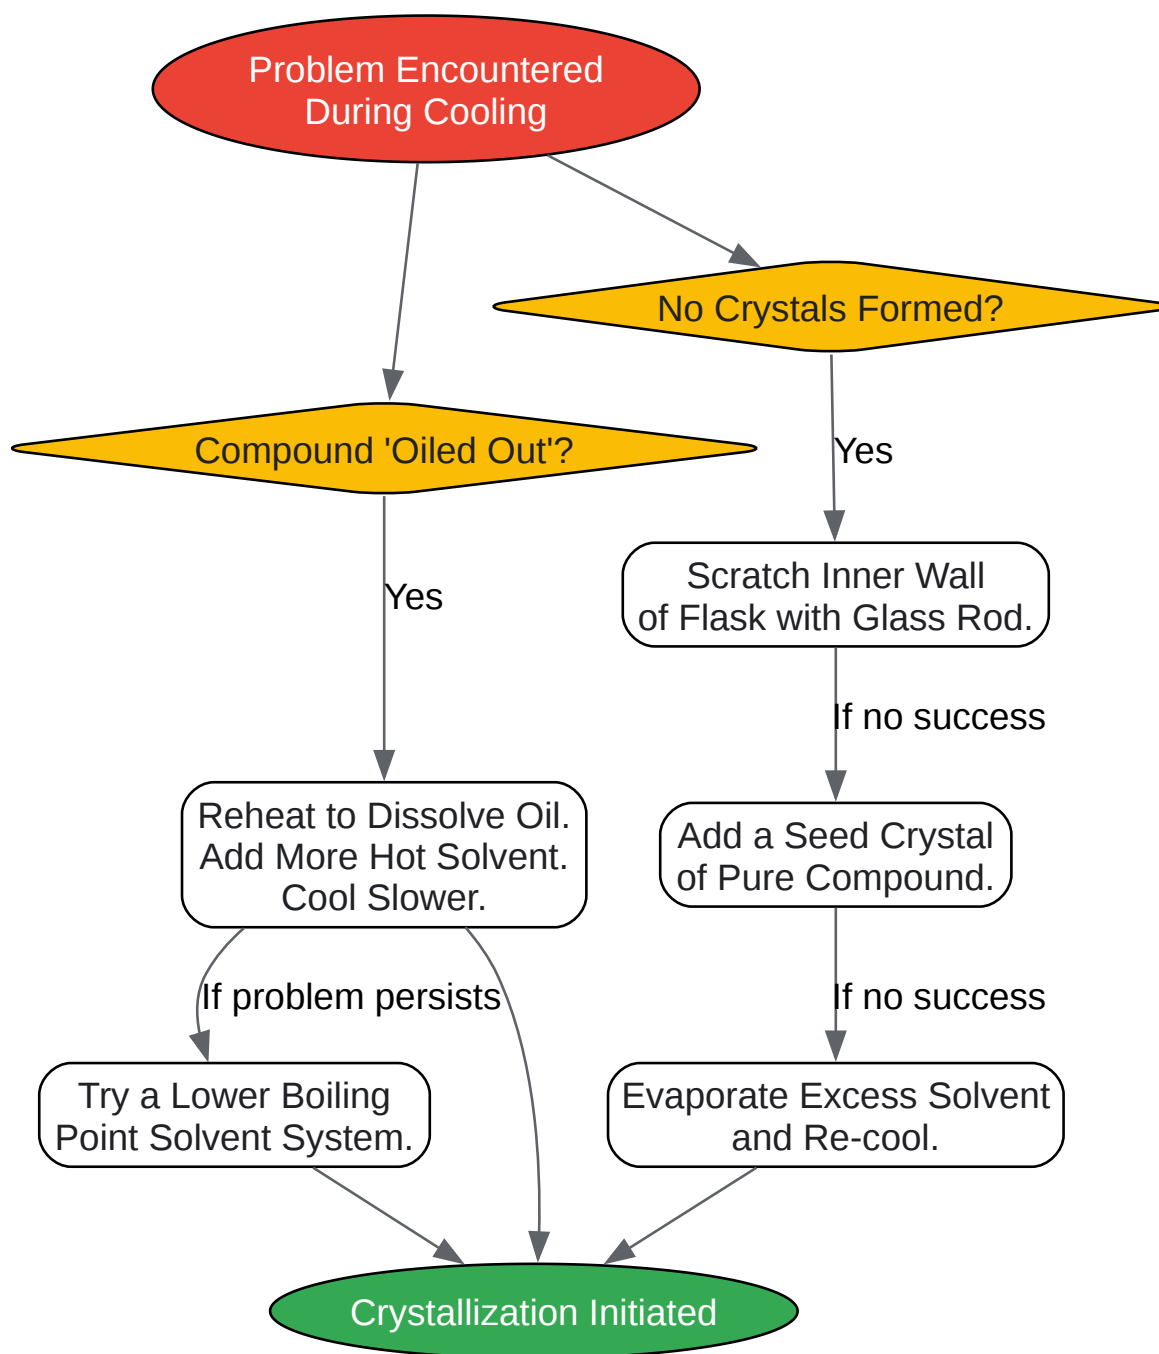 Problem Encountered
During Cooling
No Crystals Formed?
Compound 'Oiled Out'?
Yes
Yes
Scratch Inner Wall
of Flask with Glass Rod.
If no success
Reheat to Dissolve Oil.
Add More Hot Solvent.
Cool Slower.
Add a Seed Crystal
of Pure Compound.
If problem persists
If no success
Try a Lower Boiling
Point Solvent System.
Evaporate Excess Solvent
and Re-cool.
Crystallization Initiated